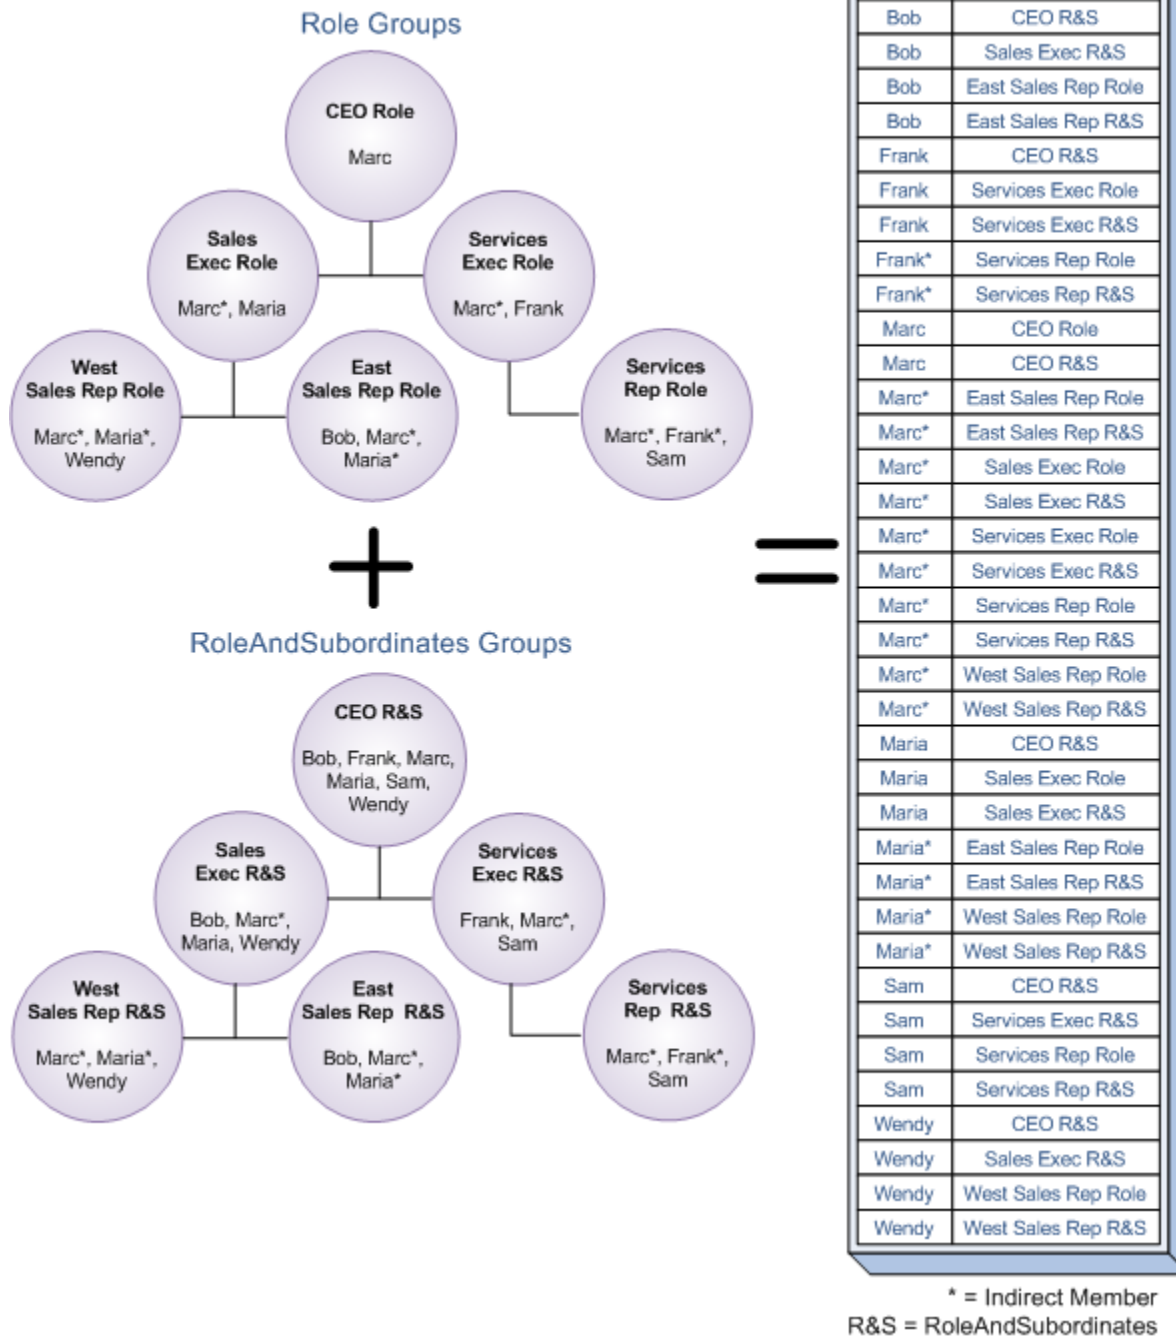 Role Groups
CEO Role
Marc
Sales
Exec Role
Marc*, Maria
Services
Exec Role
Marc*, Frank
West
Sales Rep Role
Marc*, Maria*,
Wendy
East
Sales Rep Role
Bob, Marc*,
Maria*
Services
Rep Role
Marc*, Frank*,
Sam
+
RoleAndSubordinates Groups
CEO R&S
Bob, Frank, Marc,
Maria, Sam,
Wendy
Sales
Exec R&S
Bob, Marc*,
Maria, Wendy
Services
Exec R&S
Frank, Marc*,
Sam
West
Sales Rep R&S
Marc*, Maria*,
Wendy
East
Sales Rep R&S
Bob, Marc*,
Maria*
Services
Rep R&S
Marc*, Frank*,
Sam
=
Bob CEO R&S
Bob Sales Exec R&S
Bob East Sales Rep Role
Bob East Sales Rep R&S
Frank CEO R&S
Frank Services Exec Role
Frank Services Exec R&S
Frank* Services Rep Role
Frank* Services Rep R&S
Marc CEO Role
Marc CEO R&S
Marc* East Sales Rep Role
Marc* East Sales Rep R&S
Marc* Sales Exec Role
Marc* Sales Exec R&S
Marc* Services Exec Role
Marc* Services Exec R&S
Marc* Services Rep Role
Marc* Services Rep R&S
Marc* West Sales Rep Role
Marc* West Sales Rep R&S
Maria CEO R&S
Maria Sales Exec Role
Maria Sales Exec R&S
Maria* East Sales Rep Role
Maria* East Sales Rep R&S
Maria* West Sales Rep Role
Maria* West Sales Rep R&S
Sam CEO R&S
Sam Services Exec R&S
Sam Services Rep Role
Sam Services Rep R&S
Wendy CEO R&S
Wendy Sales Exec R&S
Wendy West Sales Rep Role
Wendy West Sales Rep R&S
* = Indirect Member
R&S = RoleAndSubordinates